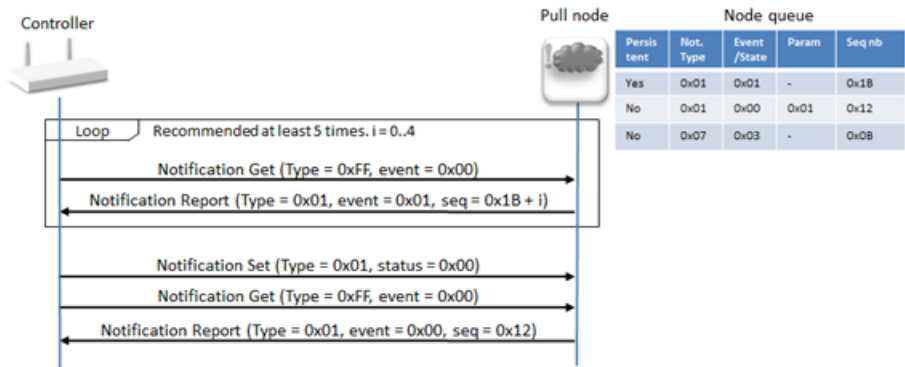 Controller
Pull node
Node queue
Persis tent Not. Type Event /State Param Seq nb
Yes 0x01 0x01 - 0x1B
No 0x01 0x00 0x01 0x12
No 0x07 0x03 - 0x0B
Loop Recommended at least 5 times. i = 0..4
Notification Get (Type = 0xFF, event = 0x00)
Notification Report (Type = 0x01, event = 0x01, seq = 0x1B + i)
Notification Set (Type = 0x01, status = 0x00)
Notification Get (Type = 0xFF, event = 0x00)
Notification Report (Type = 0x01, event = 0x00, seq = 0x12)